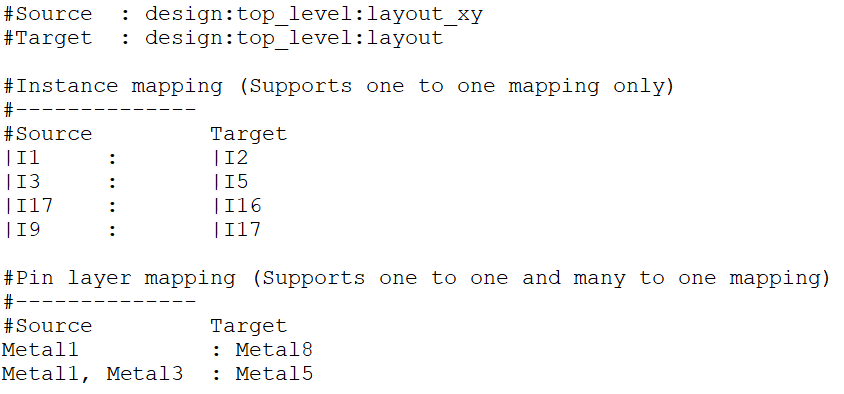 #Source  : design:top_level:layout_xy
#Target  : design:top_level:layout
#Instance mapping (Supports one to one mapping only)
#--------------
#Source         Target
|I1     :       |I2
|I3     :       |I5
|I17    :       |I16
|I9     :       |I17
#Pin layer mapping (Supports one to one and many to one mapping)
#--------------
#Source         Target
Metal1          : Metal8
Metal1, Metal3  : Metal5